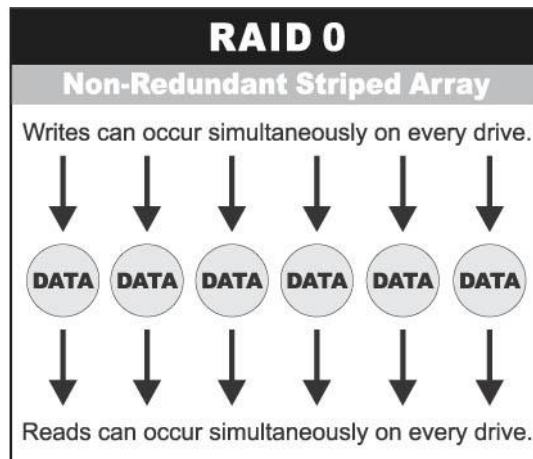 RAID 0
Non-Redundant Striped Array
Writes can occur simultaneously on every drive.
DATA DATA DATA DATA DATA DATA
Reads can occur simultaneously on every drive.